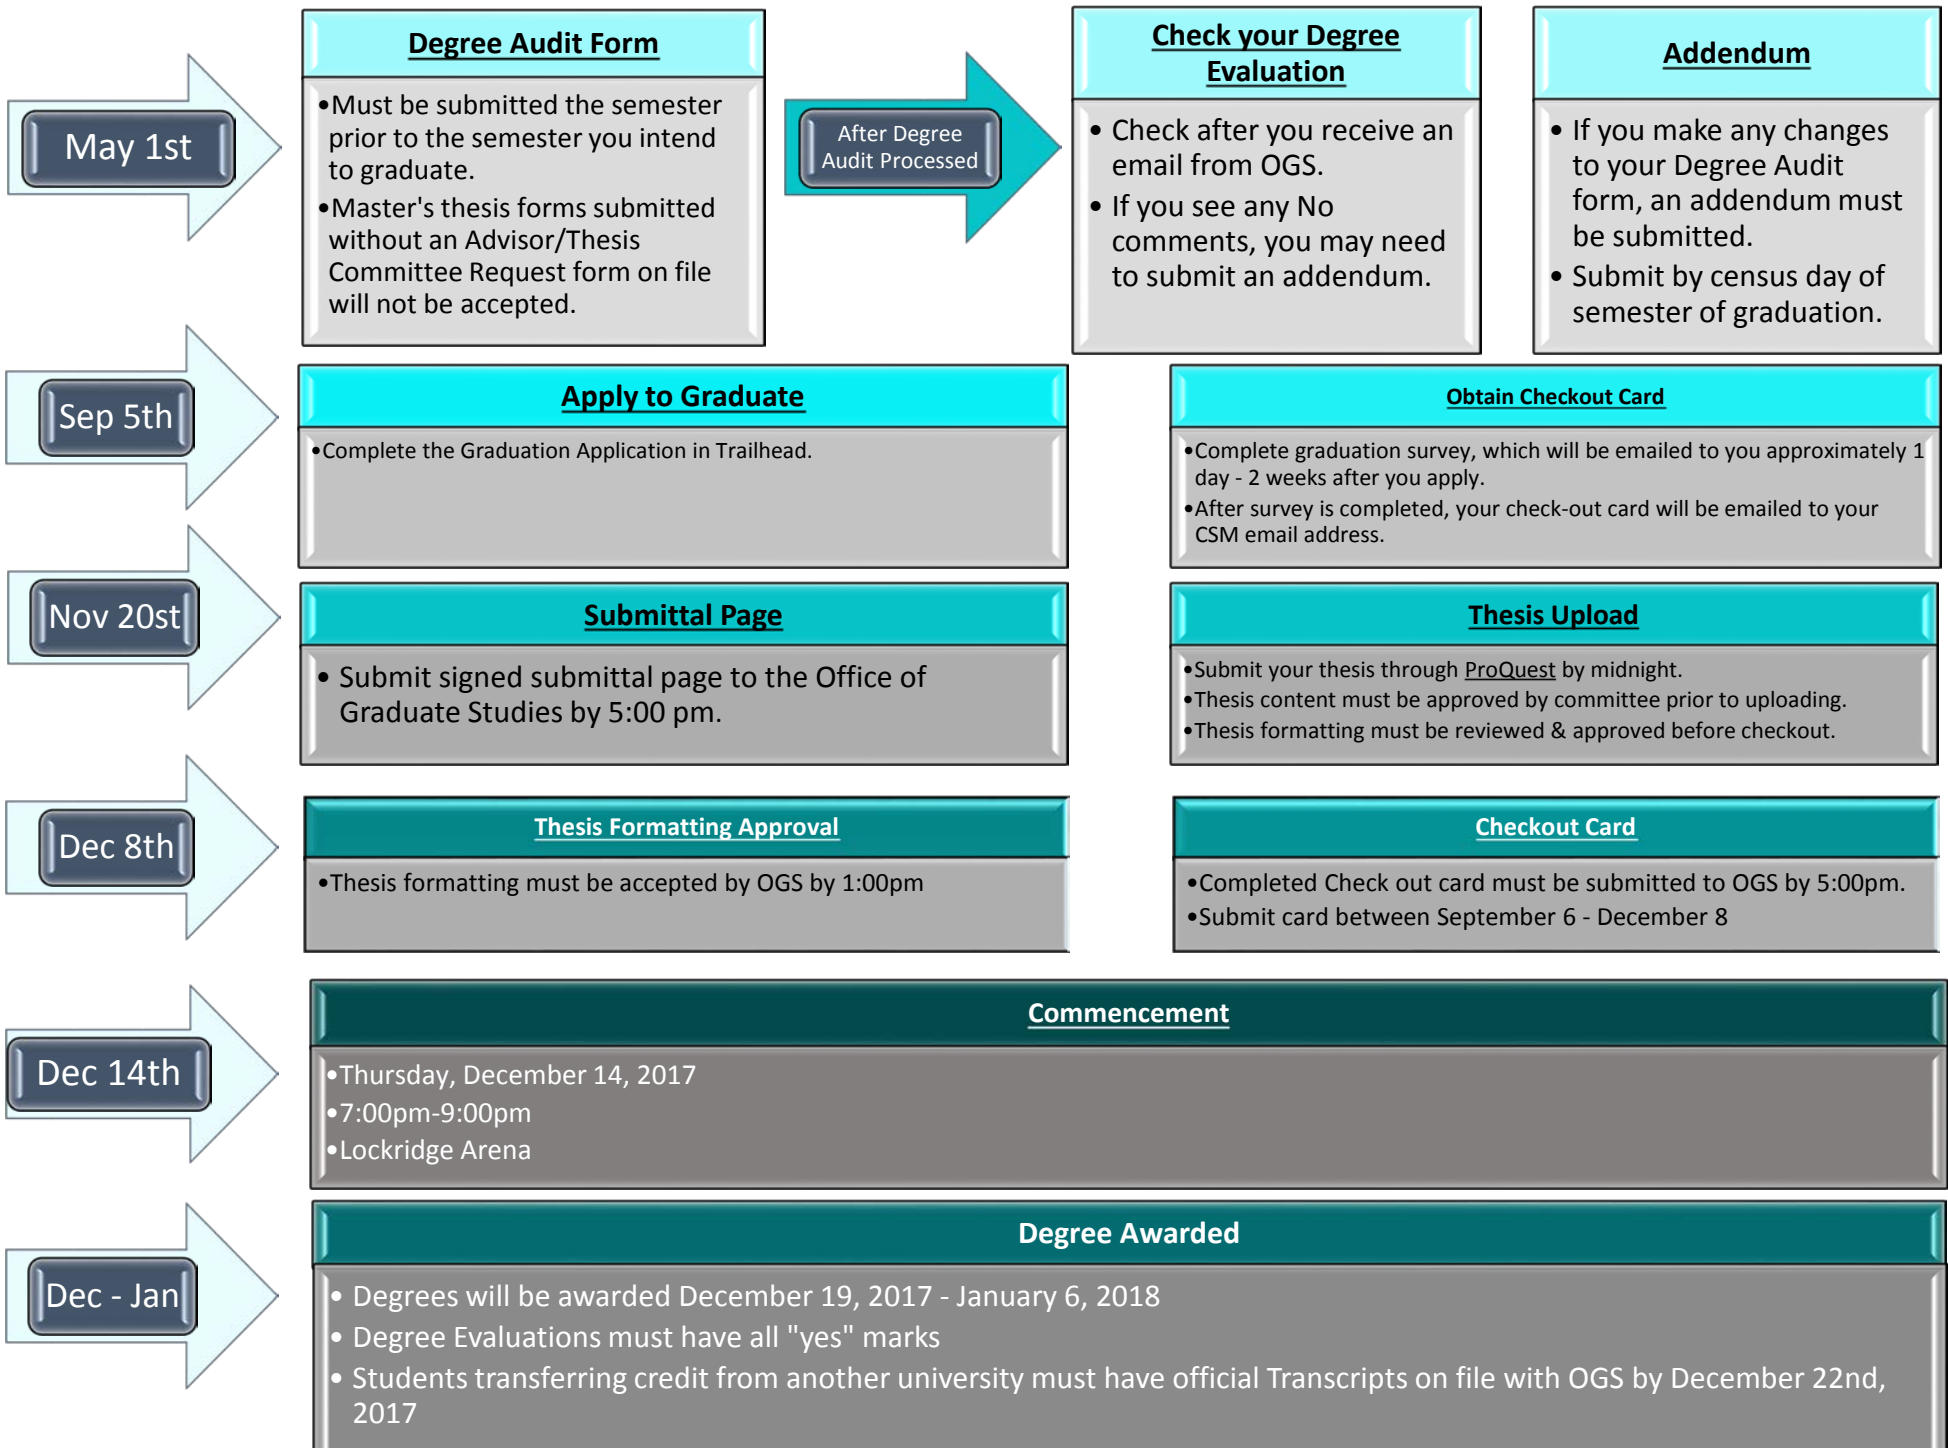 May 1st
Degree Audit Form
•Must be submitted the semester
prior to the semester you intend
to graduate.
•Master's thesis forms submitted
without an Advisor/Thesis
Committee Request form on file
will not be accepted.
After Degree
Audit Processed
Check your Degree
Evaluation
• Check after you receive an
email from OGS.
• If you see any No
comments, you may need
to submit an addendum.
Addendum
• If you make any changes
to your Degree Audit
form, an addendum must
be submitted.
• Submit by census day of
semester of graduation.
Sep 5th
Apply to Graduate
•Complete the Graduation Application in Trailhead.
Obtain Checkout Card
•Complete graduation survey, which will be emailed to you approximately 1
day - 2 weeks after you apply.
•After survey is completed, your check-out card will be emailed to your
CSM email address.
Nov 20st
Submittal Page
• Submit signed submittal page to the Office of
Graduate Studies by 5:00 pm.
Thesis Upload
•Submit your thesis through ProQuest by midnight.
•Thesis content must be approved by committee prior to uploading.
•Thesis formatting must be reviewed & approved before checkout.
Dec 8th
Thesis Formatting Approval
•Thesis formatting must be accepted by OGS by 1:00pm
Checkout Card
•Completed Check out card must be submitted to OGS by 5:00pm.
•Submit card between September 6 - December 8
Dec 14th
Commencement
•Thursday, December 14, 2017
•7:00pm-9:00pm
•Lockridge Arena
Dec - Jan
Degree Awarded
• Degrees will be awarded December 19, 2017 - January 6, 2018
• Degree Evaluations must have all "yes" marks
• Students transferring credit from another university must have official Transcripts on file with OGS by December 22nd,
2017